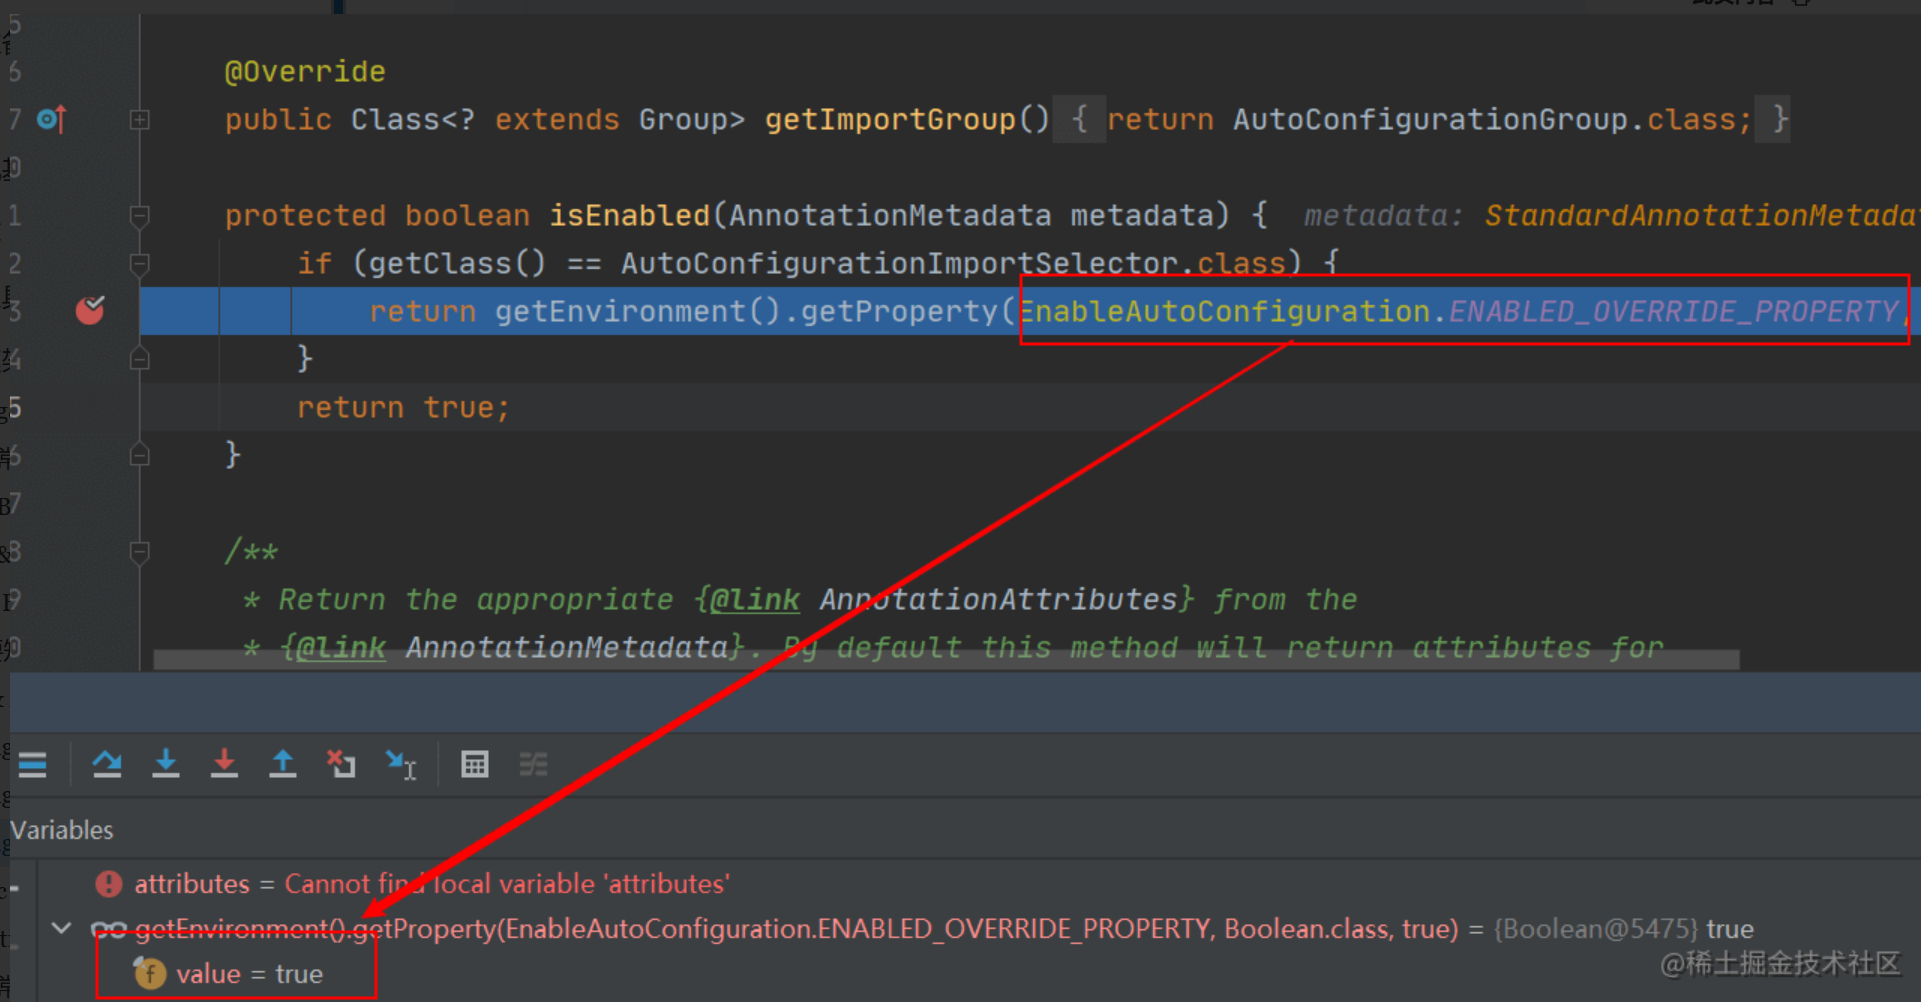 @Override
public Class<? extends Group> getImportGroup() { return AutoConfigurationGroup.class; }
protected boolean isEnabled(AnnotationMetadata metadata) { metadata: StandardAnnotationMetada
if (getClass() == AutoConfigurationImportSelector.class) {
return getEnvironment().getProperty(EnableAutoConfiguration.ENABLED_OVERRIDE_PROPERTY,
}
return true;
}
/**
* Return the appropriate {@link AnnotationAttributes} from the
* {@link AnnotationMetadata}. By default this method will return attributes for
Variables
attributes = Cannot find local variable 'attributes'
getEnvironment().getProperty(EnableAutoConfiguration.ENABLED_OVERRIDE_PROPERTY, Boolean.class, true) = {Boolean@5475} true
f value = true
@稀土掘金技术社区